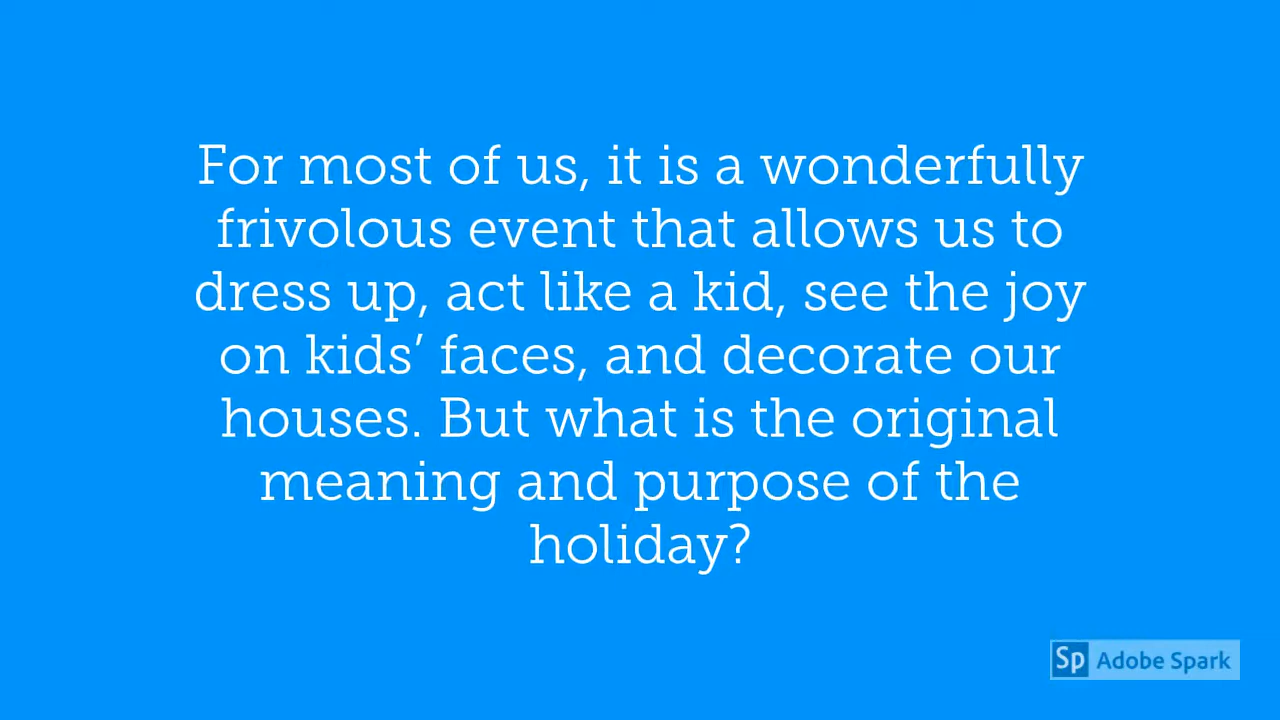 For most of us, it is a wonderfully
frivolous event that allows us to
dress up, act like a kid, see the joy
on kids’ faces, and decorate our
houses. But what is the original
meaning and purpose of the
holiday?
Sp Adobe Spark